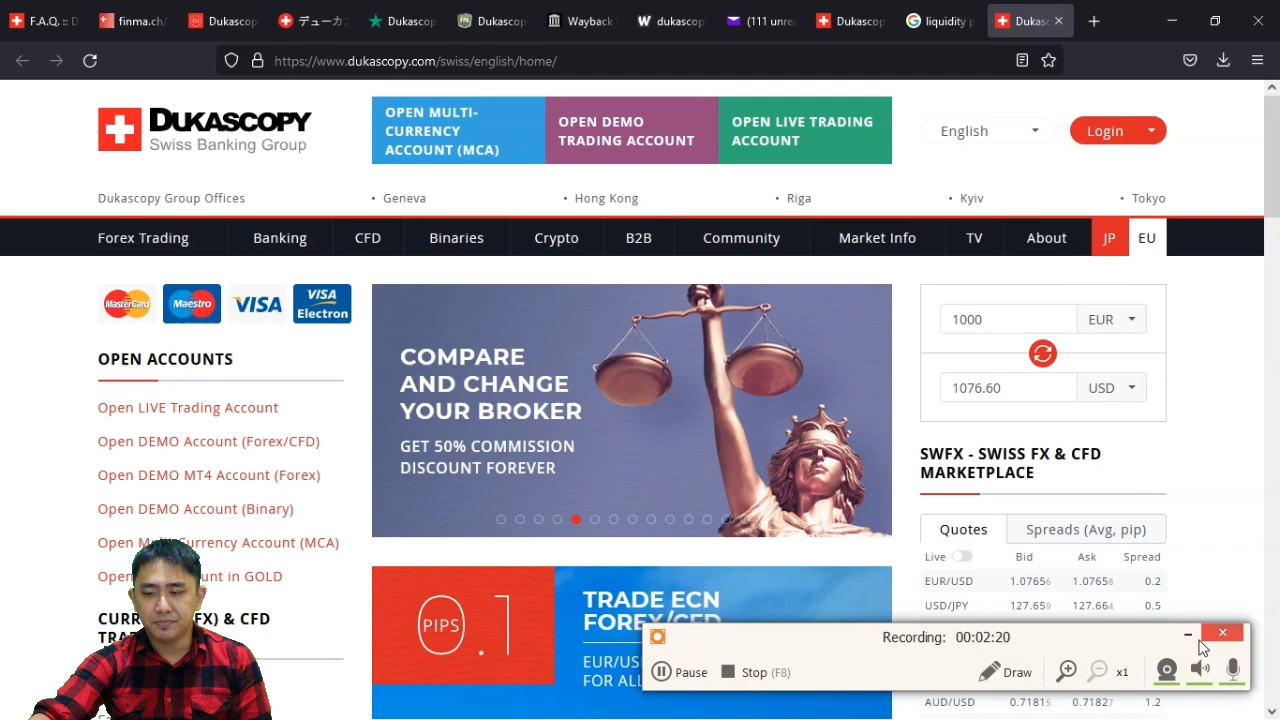 F.A.Q. ::
finma.ch/
Dukascop
デューカス
Dukascop
Dukascop
Wayback
dukascop
(111 unre
Dukascop
liquidity p
Dukasc
https://www.dukascopy.com/swiss/english/home/
DUKASCOPY
Swiss Banking Group
OPEN MULTI-
CURRENCY
ACCOUNT (MCA)
OPEN DEMO
TRADING ACCOUNT
OPEN LIVE TRADING
ACCOUNT
English
Login
Dukascopy Group Offices
• Geneva
• Hong Kong
• Riga
• Kyiv
• Tokyo
Forex Trading
Banking
CFD
Binaries
Crypto
B2B
Community
Market Info
TV
About
JP
EU
MasterCard
Maestro
VISA
VISA
Electron
OPEN ACCOUNTS
Open LIVE Trading Account
Open DEMO Account (Forex/CFD)
Open DEMO MT4 Account (Forex)
Open DEMO Account (Binary)
Open Currency Account (MCA)
Open unt in GOLD
CURR FX) & CFD
COMPARE
AND CHANGE
YOUR BROKER
GET 50% COMMISSION
DISCOUNT FOREVER
PIPS 0.1
TRADE ECN
FOREX/CFD
EUR/US
FOR ALL
1000
EUR
1076.60
USD
SWFX - SWISS FX & CFD
MARKETPLACE
Quotes
Spreads (Avg, pip)
Live Bid Ask Spread
EUR/USD 1.07656 1.07658 0.2
USD/JPY 127.659 127.664 0.5
AUD/USD 0.71815 0.71827 1.2
Recording: 00:02:20
Pause
Stop (F8)
Draw
x1